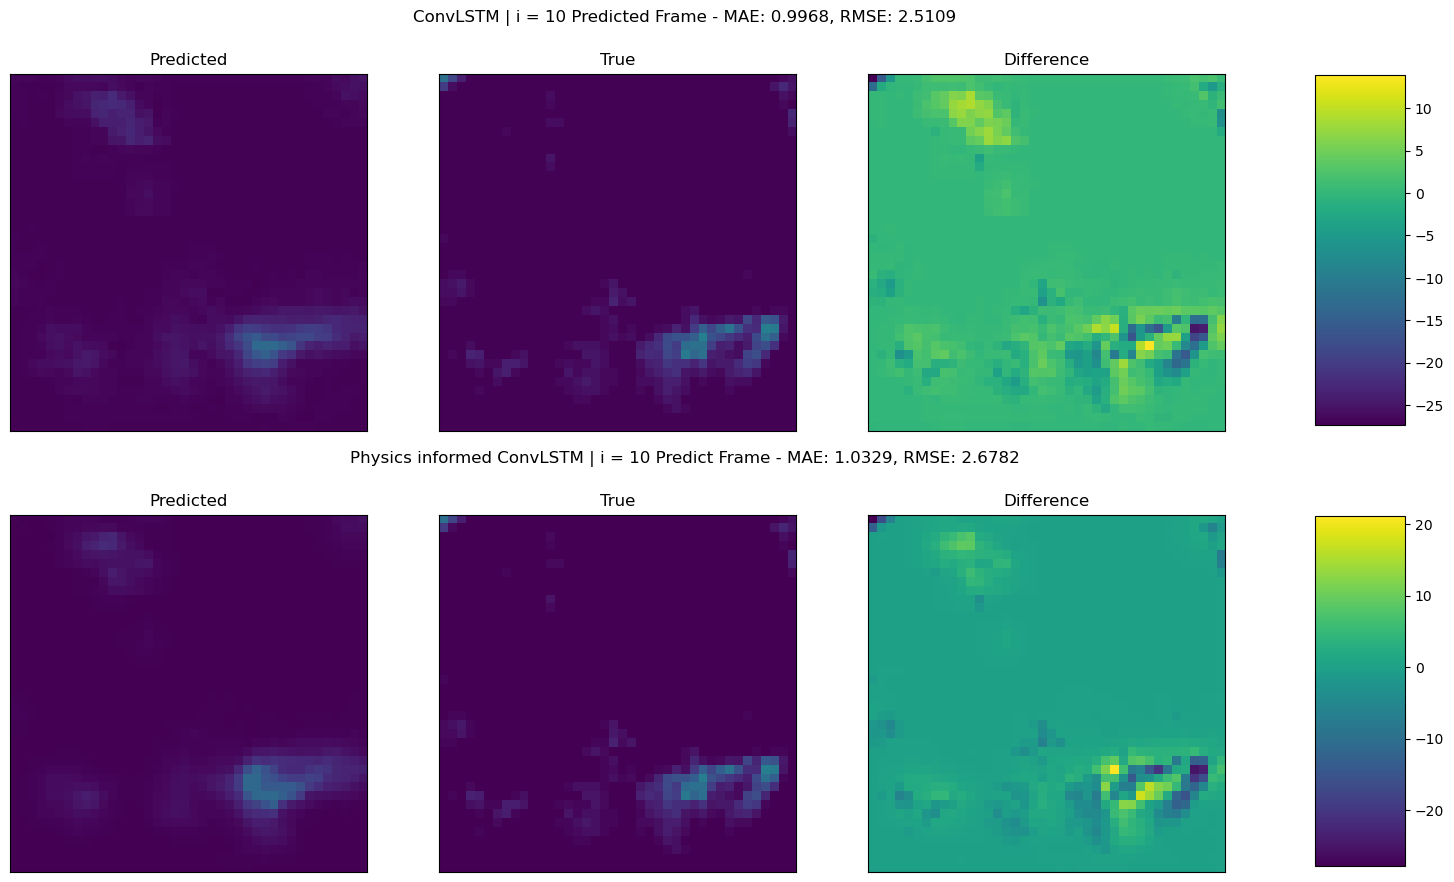 ConvLSTM | i = 10 Predicted Frame - MAE: 0.9968, RMSE: 2.5109
Predicted
True
Difference
10
5
0
−5
−10
−15
−20
−25
Physics informed ConvLSTM | i = 10 Predict Frame - MAE: 1.0329, RMSE: 2.6782
Predicted
True
Difference
20
10
0
−10
−20